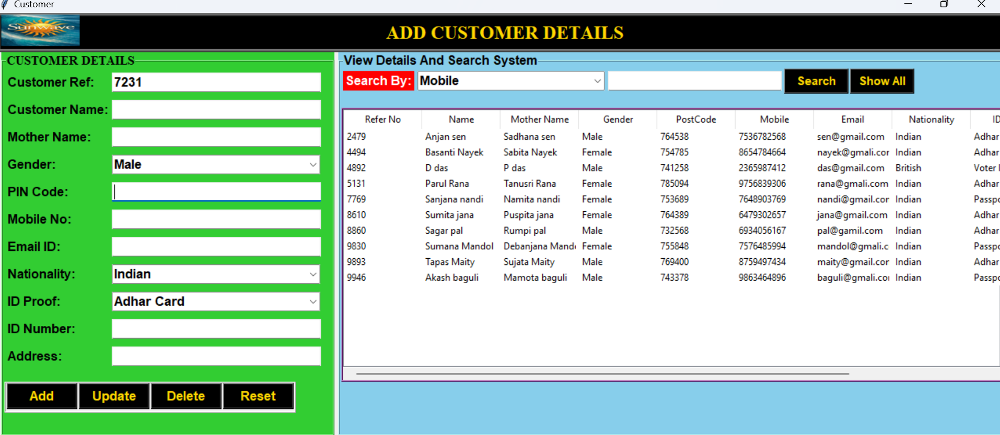 Customer
Sunwave
ADD CUSTOMER DETAILS
CUSTOMER DETAILS
Customer Ref: 7231
Customer Name:
Mother Name:
Gender: Male
PIN Code:
Mobile No:
Email ID:
Nationality: Indian
ID Proof: Adhar Card
ID Number:
Address:
Add Update Delete Reset
View Details And Search System
Search By: Mobile Search Show All
Refer No Name Mother Name Gender PostCode Mobile Email Nationality ID
2479 Anjan sen Sadhana sen Male 764538 7536782568 sen@gmail.com Indian Adhar
4494 Basanti Nayek Sabita Nayek Female 754785 8654784664 nayek@gmali.cor Indian Adhar
4892 D das P das Male 741258 2365987412 das@gmail.com British Voter I
5131 Parul Rana Tanusri Rana Female 785094 9756839306 rana@gmali.com Indian Adhar
7769 Sanjana nandi Namita nandi Female 753689 7648903769 nandi@gmail.cor Indian Passpo
8610 Sumita jana Puspita jana Female 764389 6479302657 jana@gmail.com Indian Adhar
8860 Sagar pal Rumpi pal Male 732568 6934056167 pal@gamil.com Indian Adhar
9830 Sumana Mandol Debanjana Mand Female 755848 7576485994 mandol@gmali.c Indian Passpo
9893 Tapas Maity Sujata Maity Male 769400 8759497434 maity@gmail.cor Indian Adhar
9946 Akash baguli Mamota baguli Male 743378 9863464896 baguli@gmali.co Indian Passpo